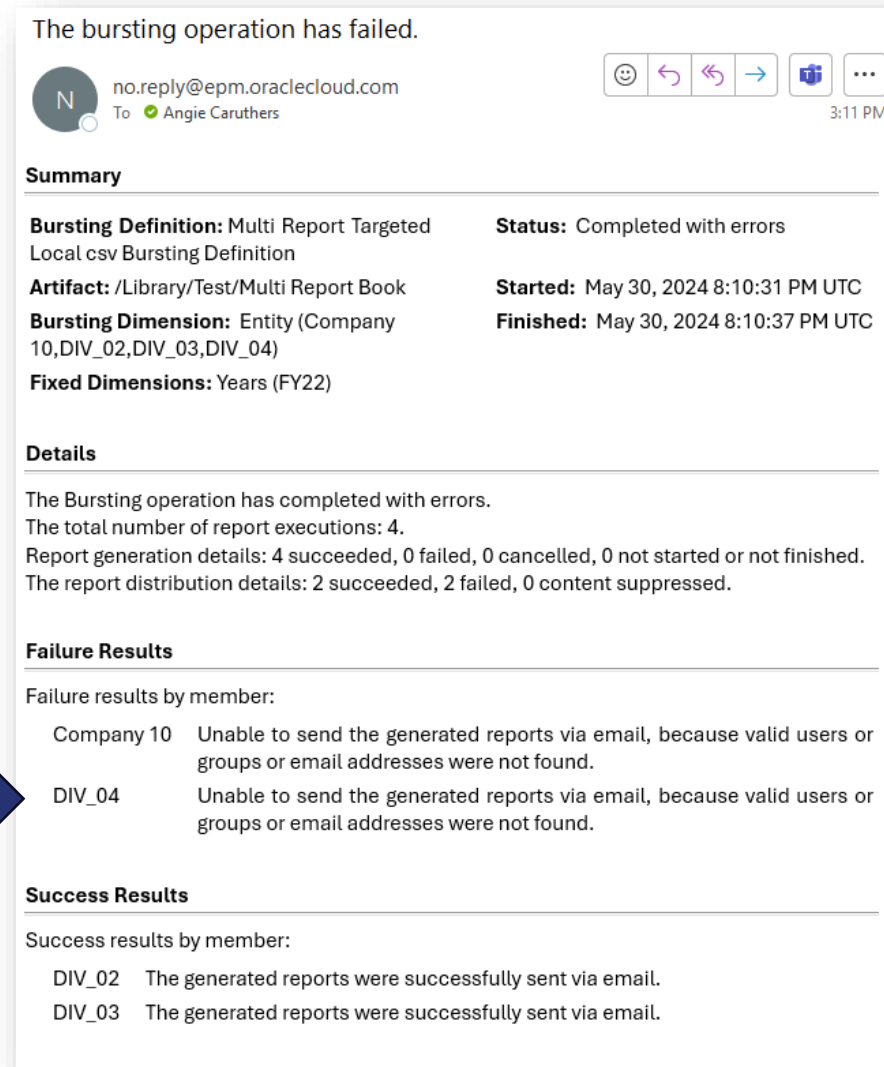 The bursting operation has failed.
N
no.reply@epm.oraclecloud.com
To Angie Caruthers
3:11 PM
Summary
Bursting Definition: Multi Report Targeted
Local csv Bursting Definition
Status: Completed with errors
Artifact: /Library/Test/Multi Report Book
Started: May 30, 2024 8:10:31 PM UTC
Bursting Dimension: Entity (Company
10,DIV_02,DIV_03,DIV_04)
Finished: May 30, 2024 8:10:37 PM UTC
Fixed Dimensions: Years (FY22)
Details
The Bursting operation has completed with errors.
The total number of report executions: 4.
Report generation details: 4 succeeded, 0 failed, 0 cancelled, 0 not started or not finished.
The report distribution details: 2 succeeded, 2 failed, 0 content suppressed.
Failure Results
Failure results by member:
Company 10 Unable to send the generated reports via email, because valid users or
groups or email addresses were not found.
DIV_04 Unable to send the generated reports via email, because valid users or
groups or email addresses were not found.
Success Results
Success results by member:
DIV_02 The generated reports were successfully sent via email.
DIV_03 The generated reports were successfully sent via email.